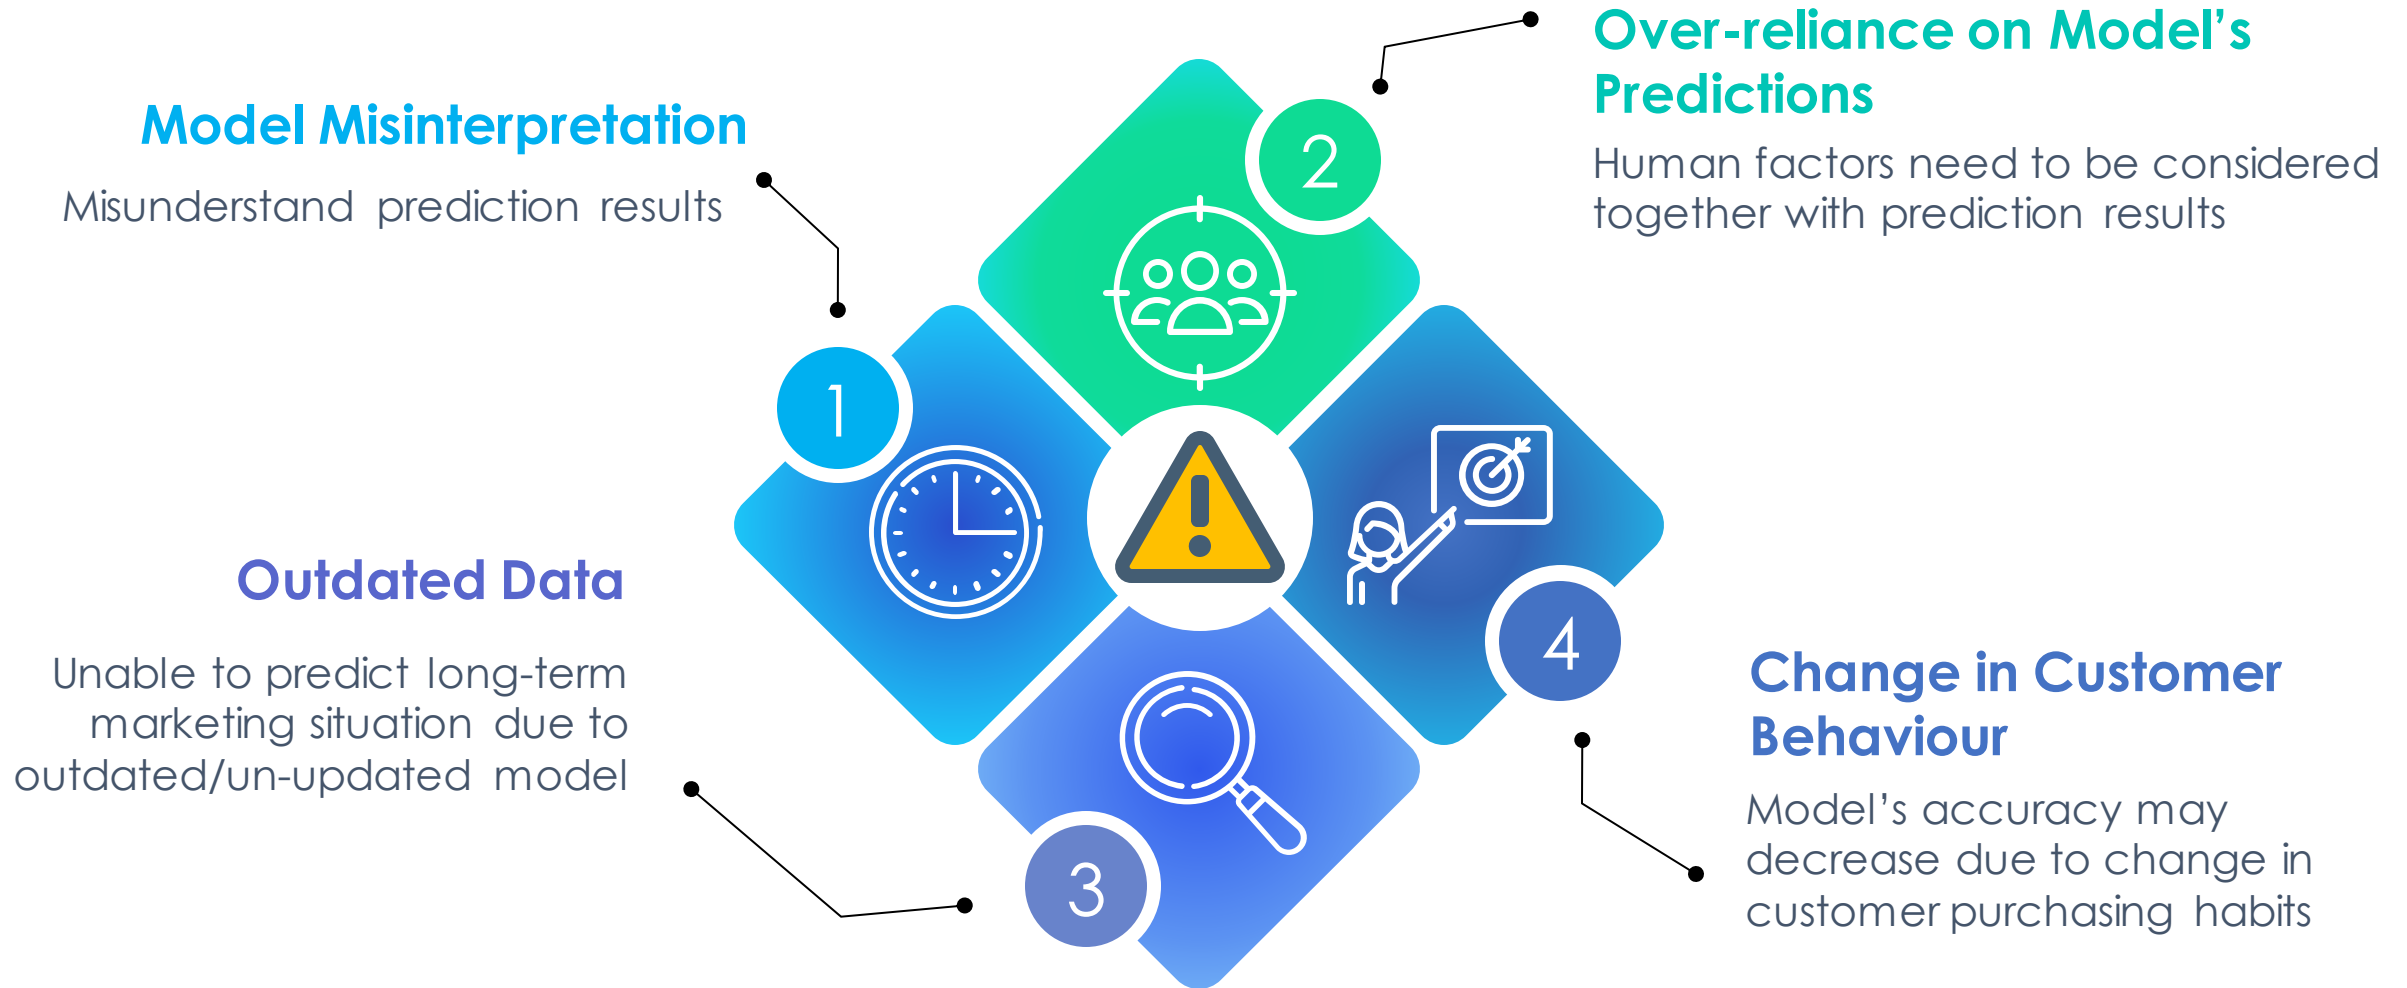 Model Misinterpretation
Misunderstand prediction results
1
Over-reliance on Model’s
Predictions
Human factors need to be considered
together with prediction results
2
Outdated Data
Unable to predict long-term
marketing situation due to
outdated/un-updated model
3
Change in Customer
Behaviour
Model’s accuracy may
decrease due to change in
customer purchasing habits
4